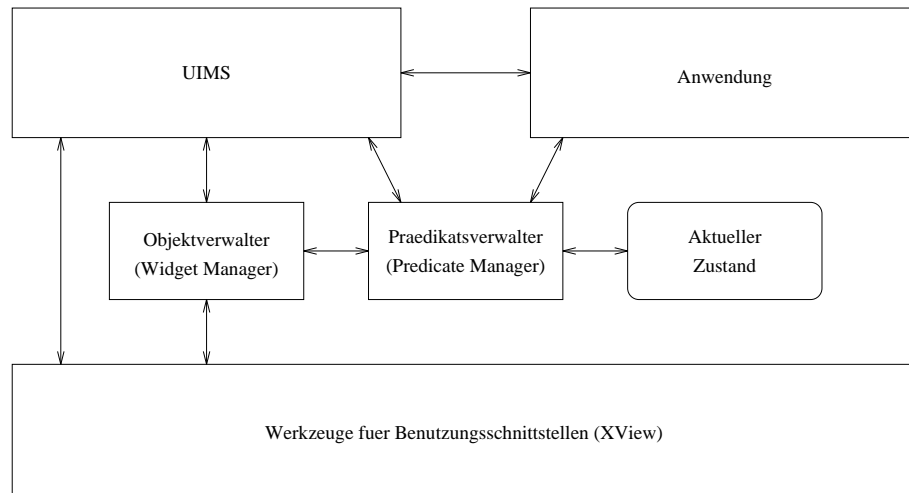 UIMS
Anwendung
Objektverwalter
(Widget Manager)
Praedikatsverwalter
(Predicate Manager)
Aktueller
Zustand
Werkzeuge fuer Benutzungsschnittstellen (XView)